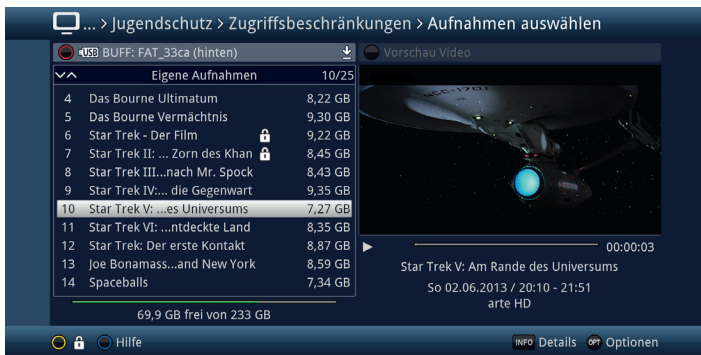 ... > Jugendschutz > Zugriffsbeschränkungen > Aufnahmen auswählen
USB BUFF: FAT_33ca (hinten)
Vorschau Video
Eigene Aufnahmen 10/25
4 Das Bourne Ultimatum 8,22 GB
5 Das Bourne Vermächtnis 9,30 GB
6 Star Trek - Der Film 9,22 GB
7 Star Trek II: ... Zorn des Khan 8,45 GB
8 Star Trek III...nach Mr. Spock 8,43 GB
9 Star Trek IV:... die Gegenwart 9,35 GB
10 Star Trek V: ...es Universums 7,27 GB
11 Star Trek VI: ...ntdeckte Land 8,35 GB
12 Star Trek: Der erste Kontakt 8,87 GB
13 Joe Bonamass...and New York 8,59 GB
14 Spaceballs 7,34 GB
69,9 GB frei von 233 GB
NCC-1701
00:00:03
Star Trek V: Am Rande des Universums
So 02.06.2013 / 20:10 - 21:51
arte HD
Hilfe
INFO Details OPT Optionen